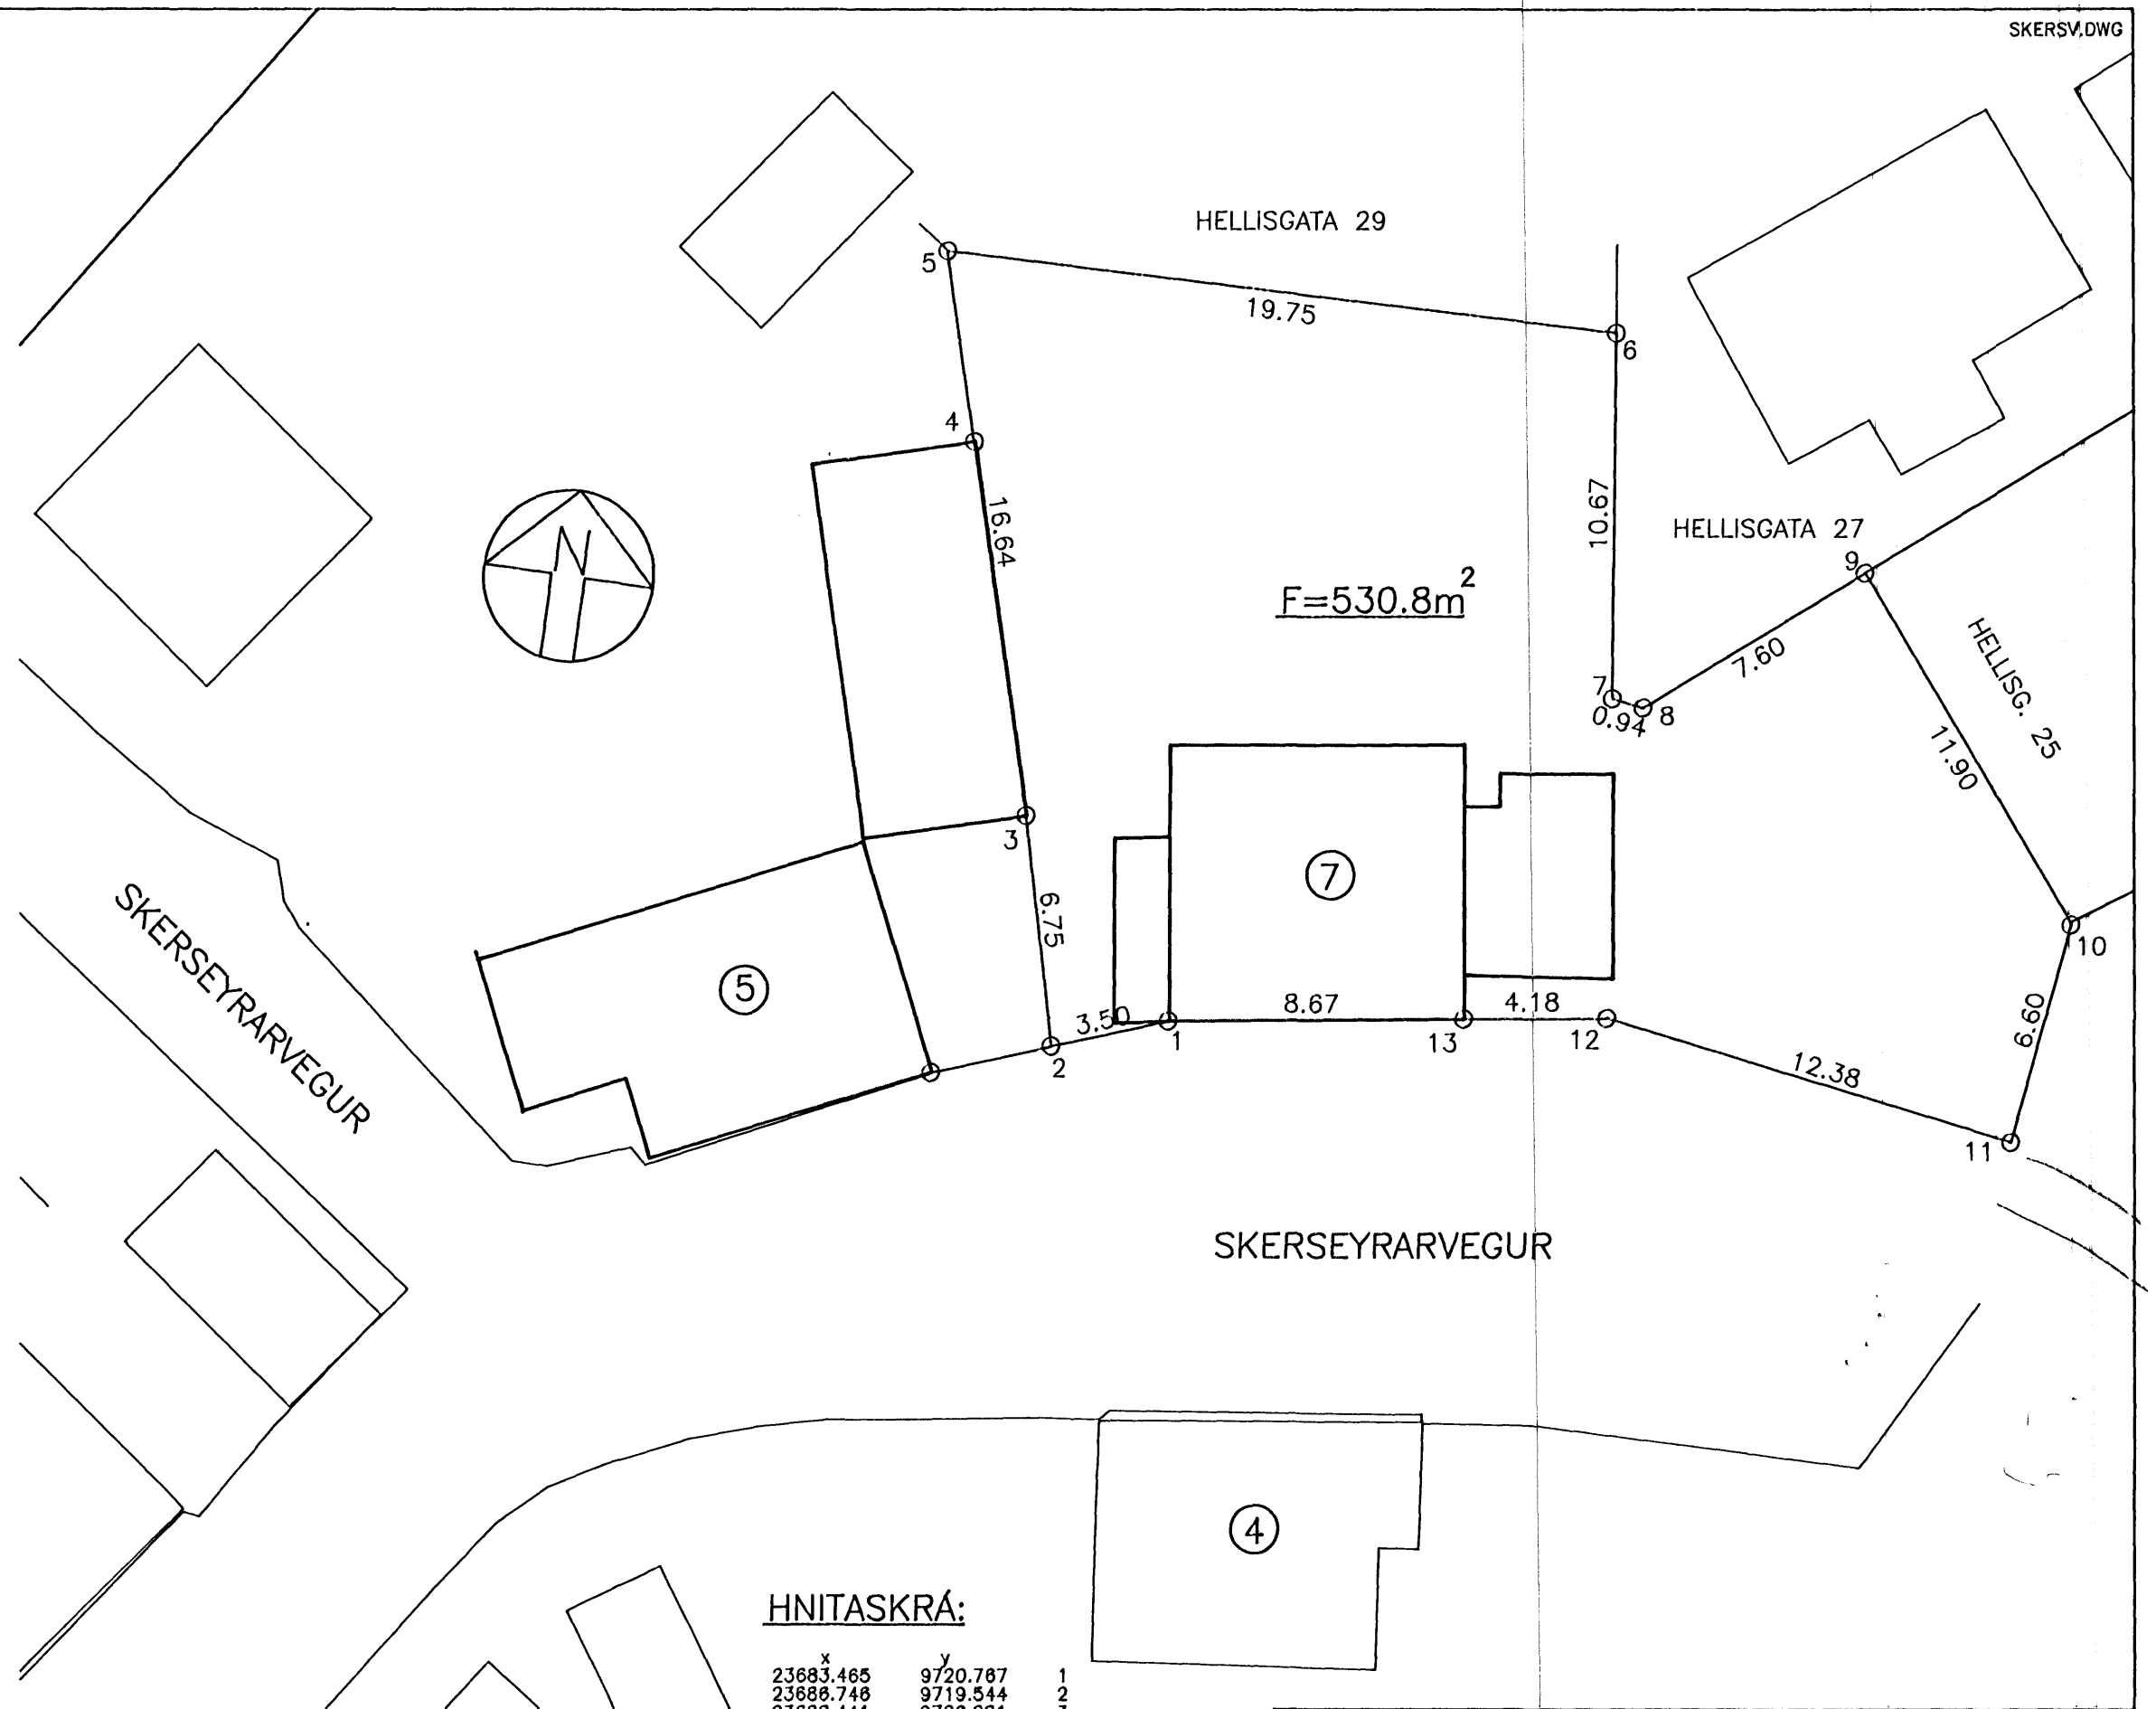 SKERSV.DWG
HELLISGATA 29
5
19.75
6
4
16.64
10.67
HELLISGATA 27
N
9
F=530.8m²
HELLISG. 25
7.60
7
0.94
8
11.90
3
7
SKERSEYRARVEGUR
6.75
10
5
3.50
8.67
4.18
6.60
1
13
12
2
12.38
11
SKERSEYRARVEGUR
4
HNITASKRÁ:
x y
23683.465 9720.767 1
23686.746 9719.544 2